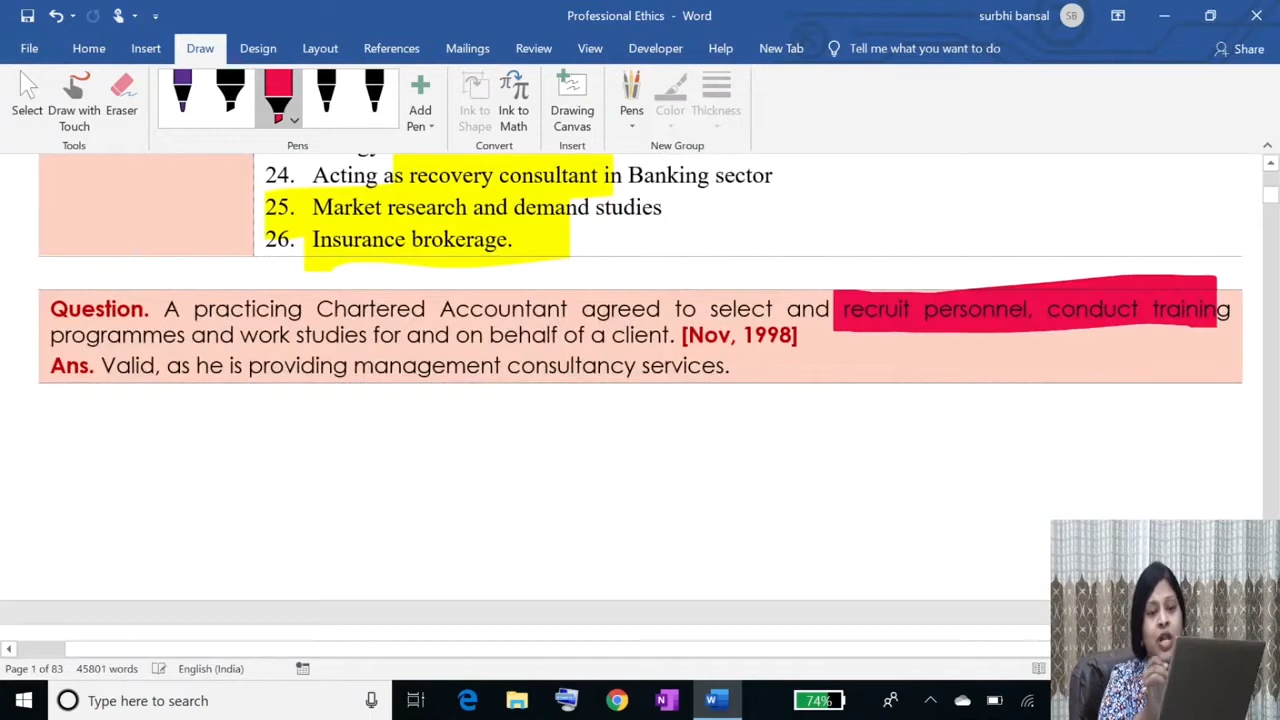 Professional Ethics - Word
surbhi bansal
SB
File Home Insert Draw Design Layout References Mailings Review View Developer Help New Tab Tell me what you want to do Share
Select Draw with Touch Eraser
Tools
Pens
Add Pen
Ink to Shape Ink to Math
Convert
Drawing Canvas
Insert
Pens Color Thickness
New Group
24. Acting as recovery consultant in Banking sector
25. Market research and demand studies
26. Insurance brokerage.
Question. A practicing Chartered Accountant agreed to select and recruit personnel, conduct training
programmes and work studies for and on behalf of a client. [Nov, 1998]
Ans. Valid, as he is providing management consultancy services.
Page 1 of 83 45801 words English (India)
Type here to search
74%